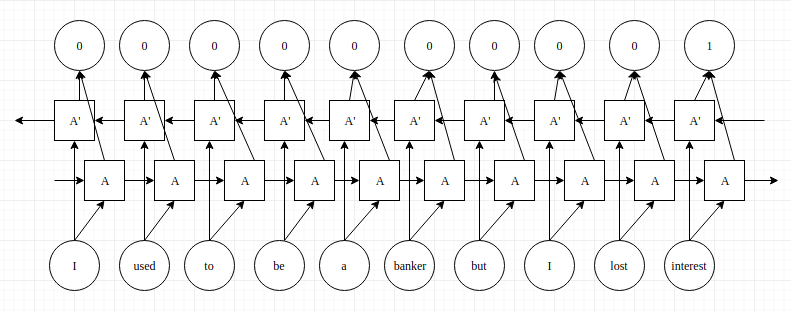 0 0 0 0 0 0 0 0 0 1
A' A' A' A' A' A' A' A' A' A'
A A A A A A A A A A
I used to be a banker but I lost interest